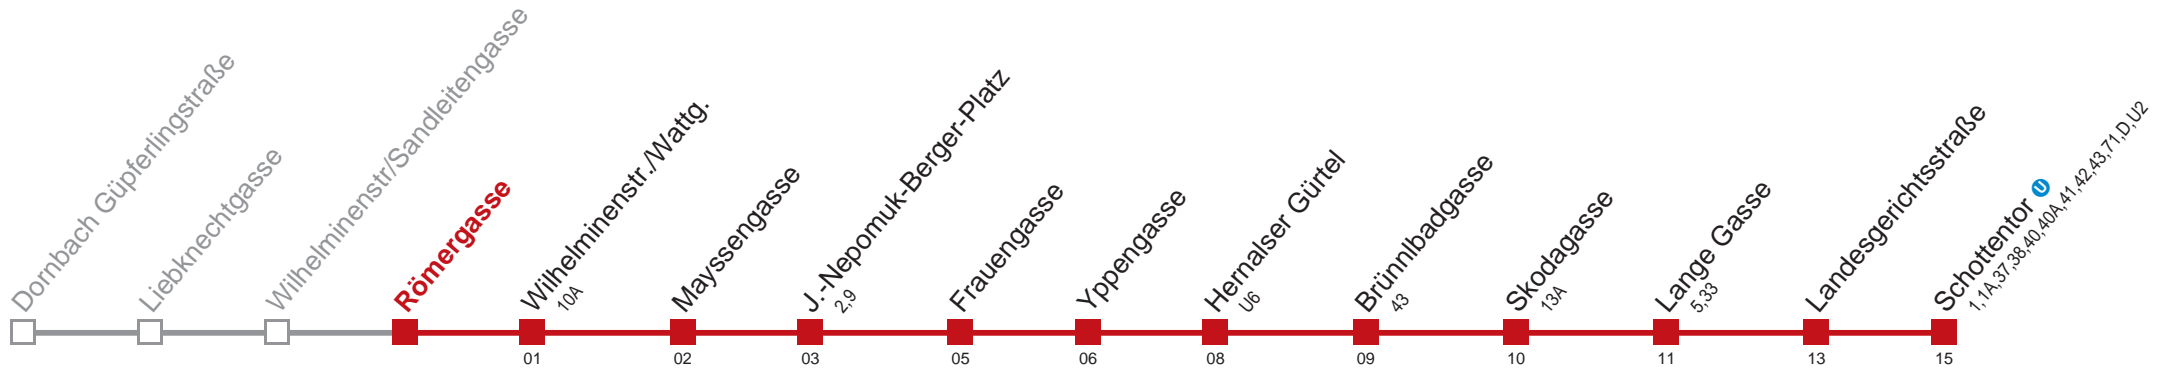 Dornbach Güpferlingstraße
Liebknechtgasse
Wilhelminenstr/Sandleitengasse
Römergasse
Wilhelminenstr./Wattg.
10A
Mayssengasse
J.-Nepomuk-Berger-Platz
2,9
Frauengasse
Yppengasse
Hernalser Gürtel
U6
Brünnlbadgasse
43
Skodagasse
13A
Lange Gasse
5,33
Landesgerichtsstraße
Schottentor U
1,1A,37,38,40,40A,41,42,43,71,D,U2
01 02 03 05 06 08 09 10 11 13 15